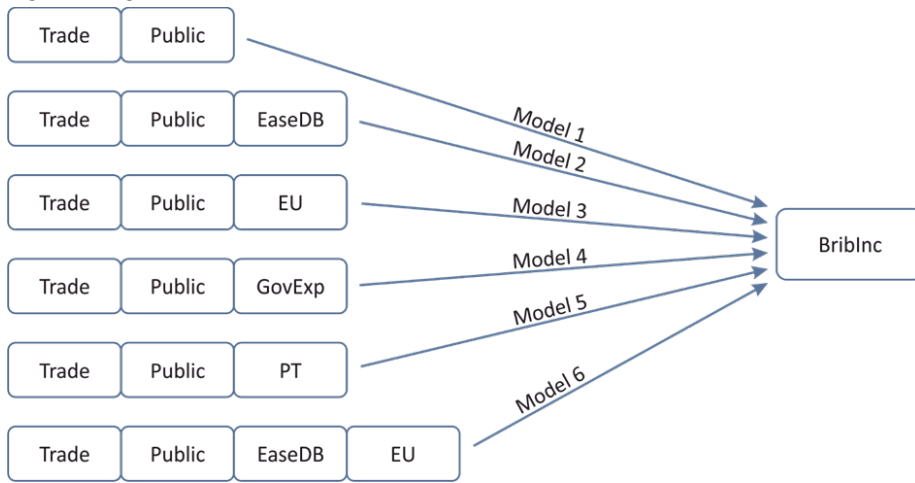 Trade Public
Model 1
Trade Public EaseDB
Model 2
Trade Public EU
Model 3
BribInc
Trade Public GovExp
Model 4
Trade Public PT
Model 5
Trade Public EaseDB EU
Model 6